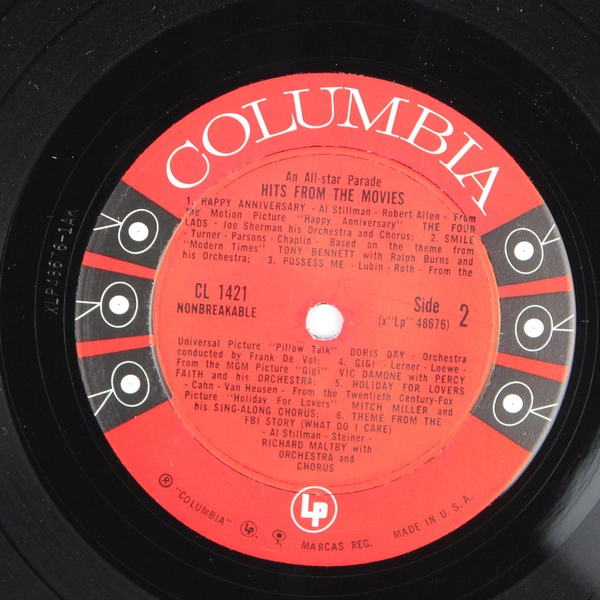 COLUMBIA
An All-star Parade
HITS FROM THE MOVIES
1. HAPPY ANNIVERSARY - Al Stillman - Robert Allen - From
the Motion Picture "Happy Anniversary" THE FOUR
LADS - Joe Sherman his Orchestra and Chorus; 2. SMILE
- Turner - Parsons - Chaplin - Based on the theme from
"Modern Times" TONY BENNETT with Ralph Burns and
his Orchestra; 3. POSSESS ME - Lubin - Roth - From the
CL 1421
NONBREAKABLE
Side 2
(x"Lp" 48676)
Universal Picture "Pillow Talk" DORIS DAY - Orchestra
conducted by Frank De Vol; 4. GIGI - Lerner - Loewe -
From the MGM Picture "Gigi" VIC DAMONE with PERCY
FAITH and his ORCHESTRA; 5. HOLIDAY FOR LOVERS
- Cahn - Van Heusen - From the Twentieth Century-Fox
Picture "Holiday For Lovers" MITCH MILLER and
his SING-ALONG CHORUS; 6. THEME FROM THE
FBI STORY (WHAT DO I CARE)
- Al Stillman - Steiner -
RICHARD MALTBY with
ORCHESTRA and
CHORUS
Lp
® "COLUMBIA" Lp MARCAS REG. MADE IN U.S.A.